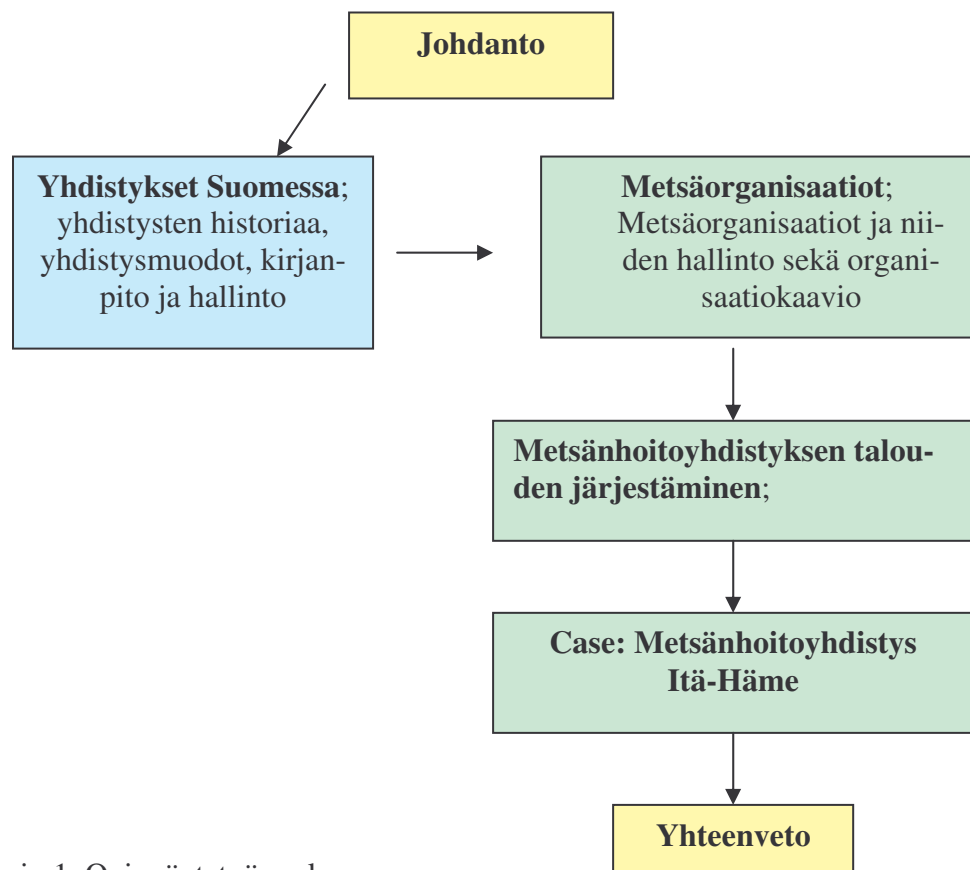 Johdanto
Yhdistykset Suomessa;
yhdistysten historiaa,
yhdistysmuodot, kirjan-
pito ja hallinto
Metsäorganisaatiot;
Metsäorganisaatiot ja nii-
den hallinto sekä organi-
saatiokaavio
Metsänhoitoyhdistyksen talou-
den järjestäminen;
Case: Metsänhoitoyhdistys
Itä-Häme
Yhteenveto
1.